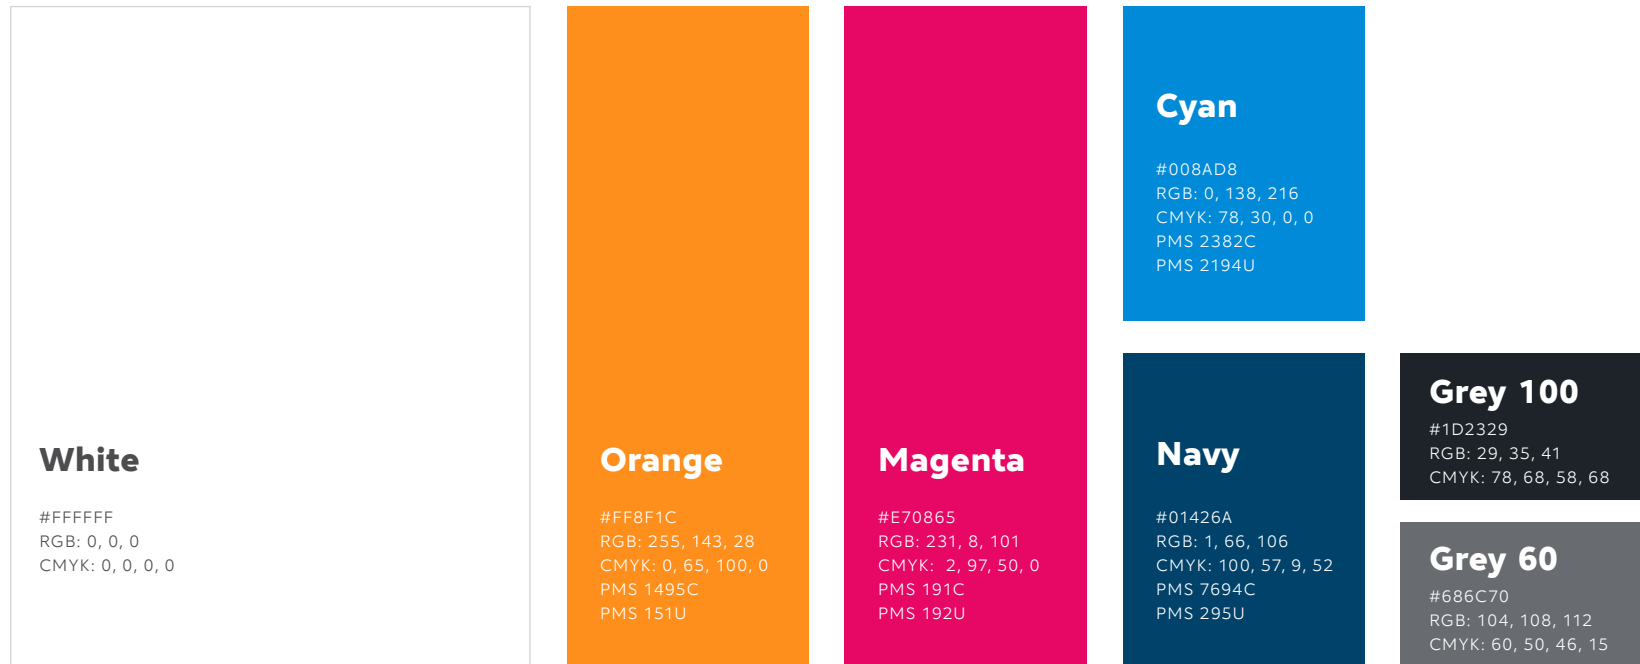 White
#FFFFFF
RGB: 0, 0, 0
CMYK: 0, 0, 0, 0
Orange
#FF8F1C
RGB: 255, 143, 28
CMYK: 0, 65, 100, 0
PMS 1495C
PMS 151U
Magenta
#E70865
RGB: 231, 8, 101
CMYK:  2, 97, 50, 0
PMS 191C
PMS 192U
Cyan
#008AD8
RGB: 0, 138, 216
CMYK: 78, 30, 0, 0
PMS 2382C
PMS 2194U
Navy
#01426A
RGB: 1, 66, 106
CMYK: 100, 57, 9, 52
PMS 7694C
PMS 295U
Grey 100
#1D2329
RGB: 29, 35, 41
CMYK: 78, 68, 58, 68
Grey 60
#686C70
RGB: 104, 108, 112
CMYK: 60, 50, 46, 15